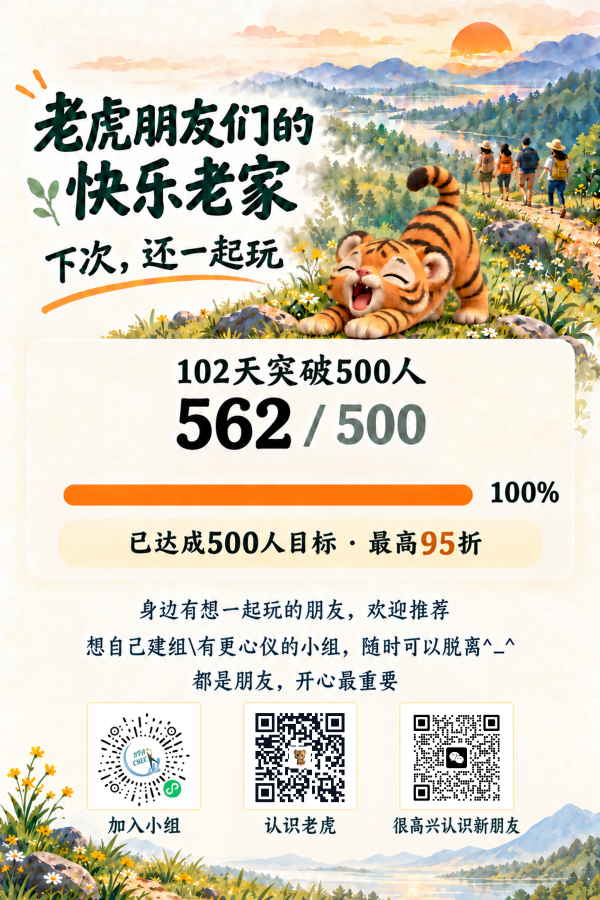 老虎朋友们的
快乐老家
下次，还一起玩
102天突破500人
562 / 500
100%
已达成500人目标 · 最高95折
身边有想一起玩的朋友，欢迎推荐
想自己建组\有更心仪的小组，随时可以脱离^_^
都是朋友，开心最重要
加入小组
认识老虎
很高兴认识新朋友